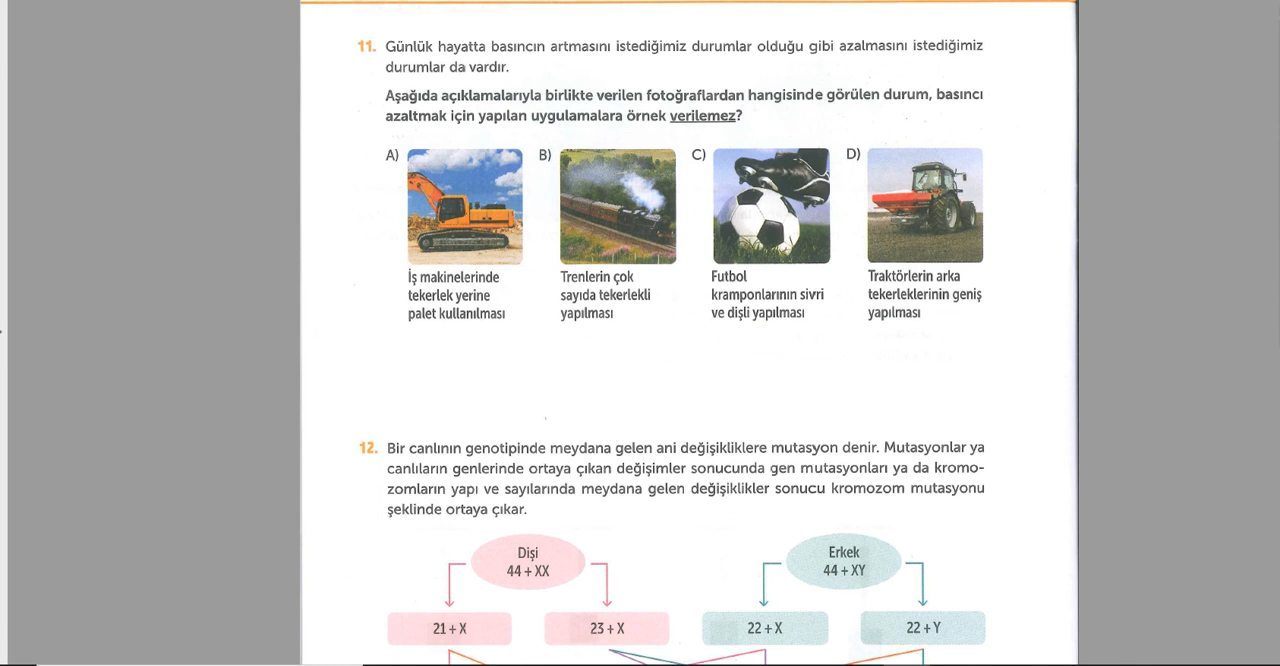 11. Günlük hayatta basıncın artmasını istediğimiz durumlar olduğu gibi azalmasını istediğimiz
durumlar da vardır.
Aşağıda açıklamalarıyla birlikte verilen fotoğraflardan hangisinde görülen durum, basıncı
azaltmak için yapılan uygulamalara örnek verilemez?
A)
İş makinelerinde
tekerlek yerine
palet kullanılması
B)
Trenlerin çok
sayıda tekerlekli
yapılması
C)
Futbol
kramponlarının sivri
ve dişli yapılması
D)
Traktörlerin arka
tekerleklerinin geniş
yapılması
12. Bir canlının genotipinde meydana gelen ani değişikliklere mutasyon denir. Mutasyonlar ya
canlıların genlerinde ortaya çıkan değişimler sonucunda gen mutasyonları ya da kromo-
zomların yapı ve sayılarında meydana gelen değişiklikler sonucu kromozom mutasyonu
şeklinde ortaya çıkar.
Dişi
44 + XX
Erkek
44 + XY
21 + X
23 + X
22 + X
22 + Y